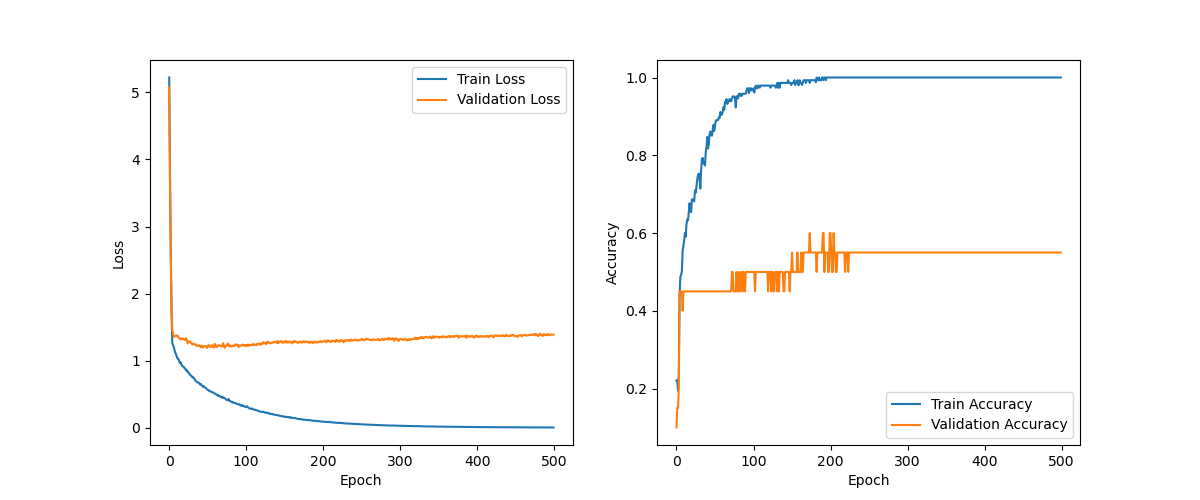 Train Loss
Validation Loss
5
4
3
2
1
0
Loss
0 100 200 300 400 500
Epoch
1.0
0.8
0.6
0.4
0.2
Accuracy
Train Accuracy
Validation Accuracy
0 100 200 300 400 500
Epoch